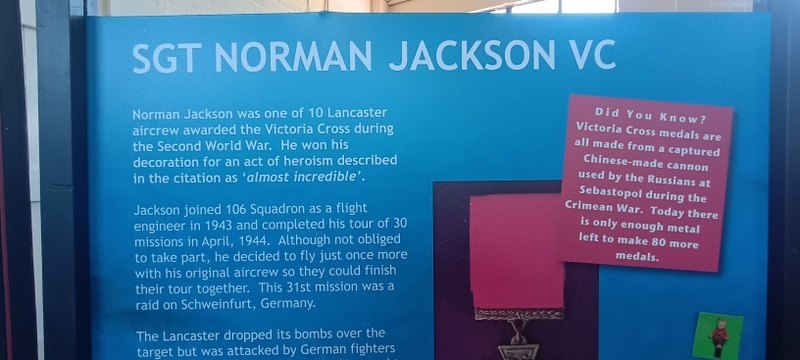 SGT NORMAN JACKSON VC
Norman Jackson was one of 10 Lancaster
aircrew awarded the Victoria Cross during
the Second World War. He won his
decoration for an act of heroism described
in the citation as ‘almost incredible’.
Jackson joined 106 Squadron as a flight
engineer in 1943 and completed his tour of 30
missions in April, 1944. Although not obliged
to take part, he decided to fly just once more
with his original aircrew so they could finish
their tour together. This 31st mission was a
raid on Schweinfurt, Germany.
The Lancaster dropped its bombs over the
target but was attacked by German fighters
Did You Know?
Victoria Cross medals are
all made from a captured
Chinese-made cannon
used by the Russians at
Sebastopol during the
Crimean War. Today there
is only enough metal
left to make 80 more
medals.